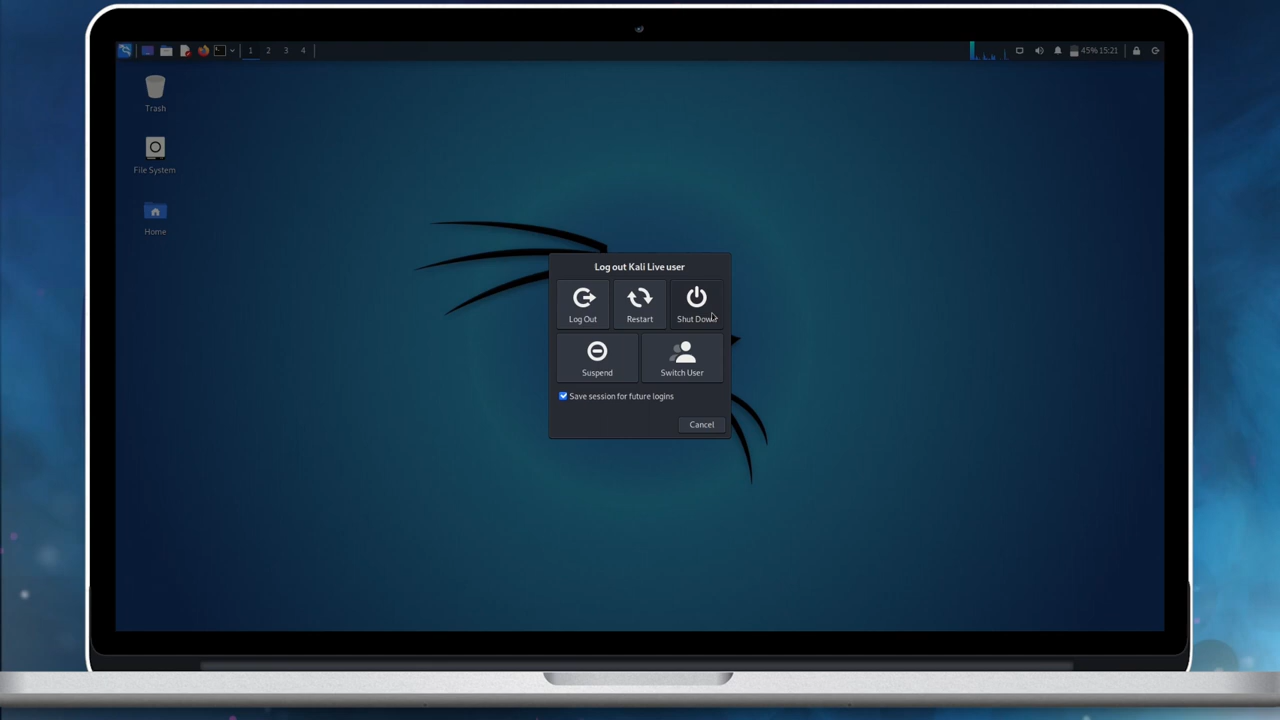 1 2 3 4
45% 15:21
Trash
File System
Home
Log out Kali Live user
Log Out
Restart
Shut Down
Suspend
Switch User
Save session for future logins
Cancel